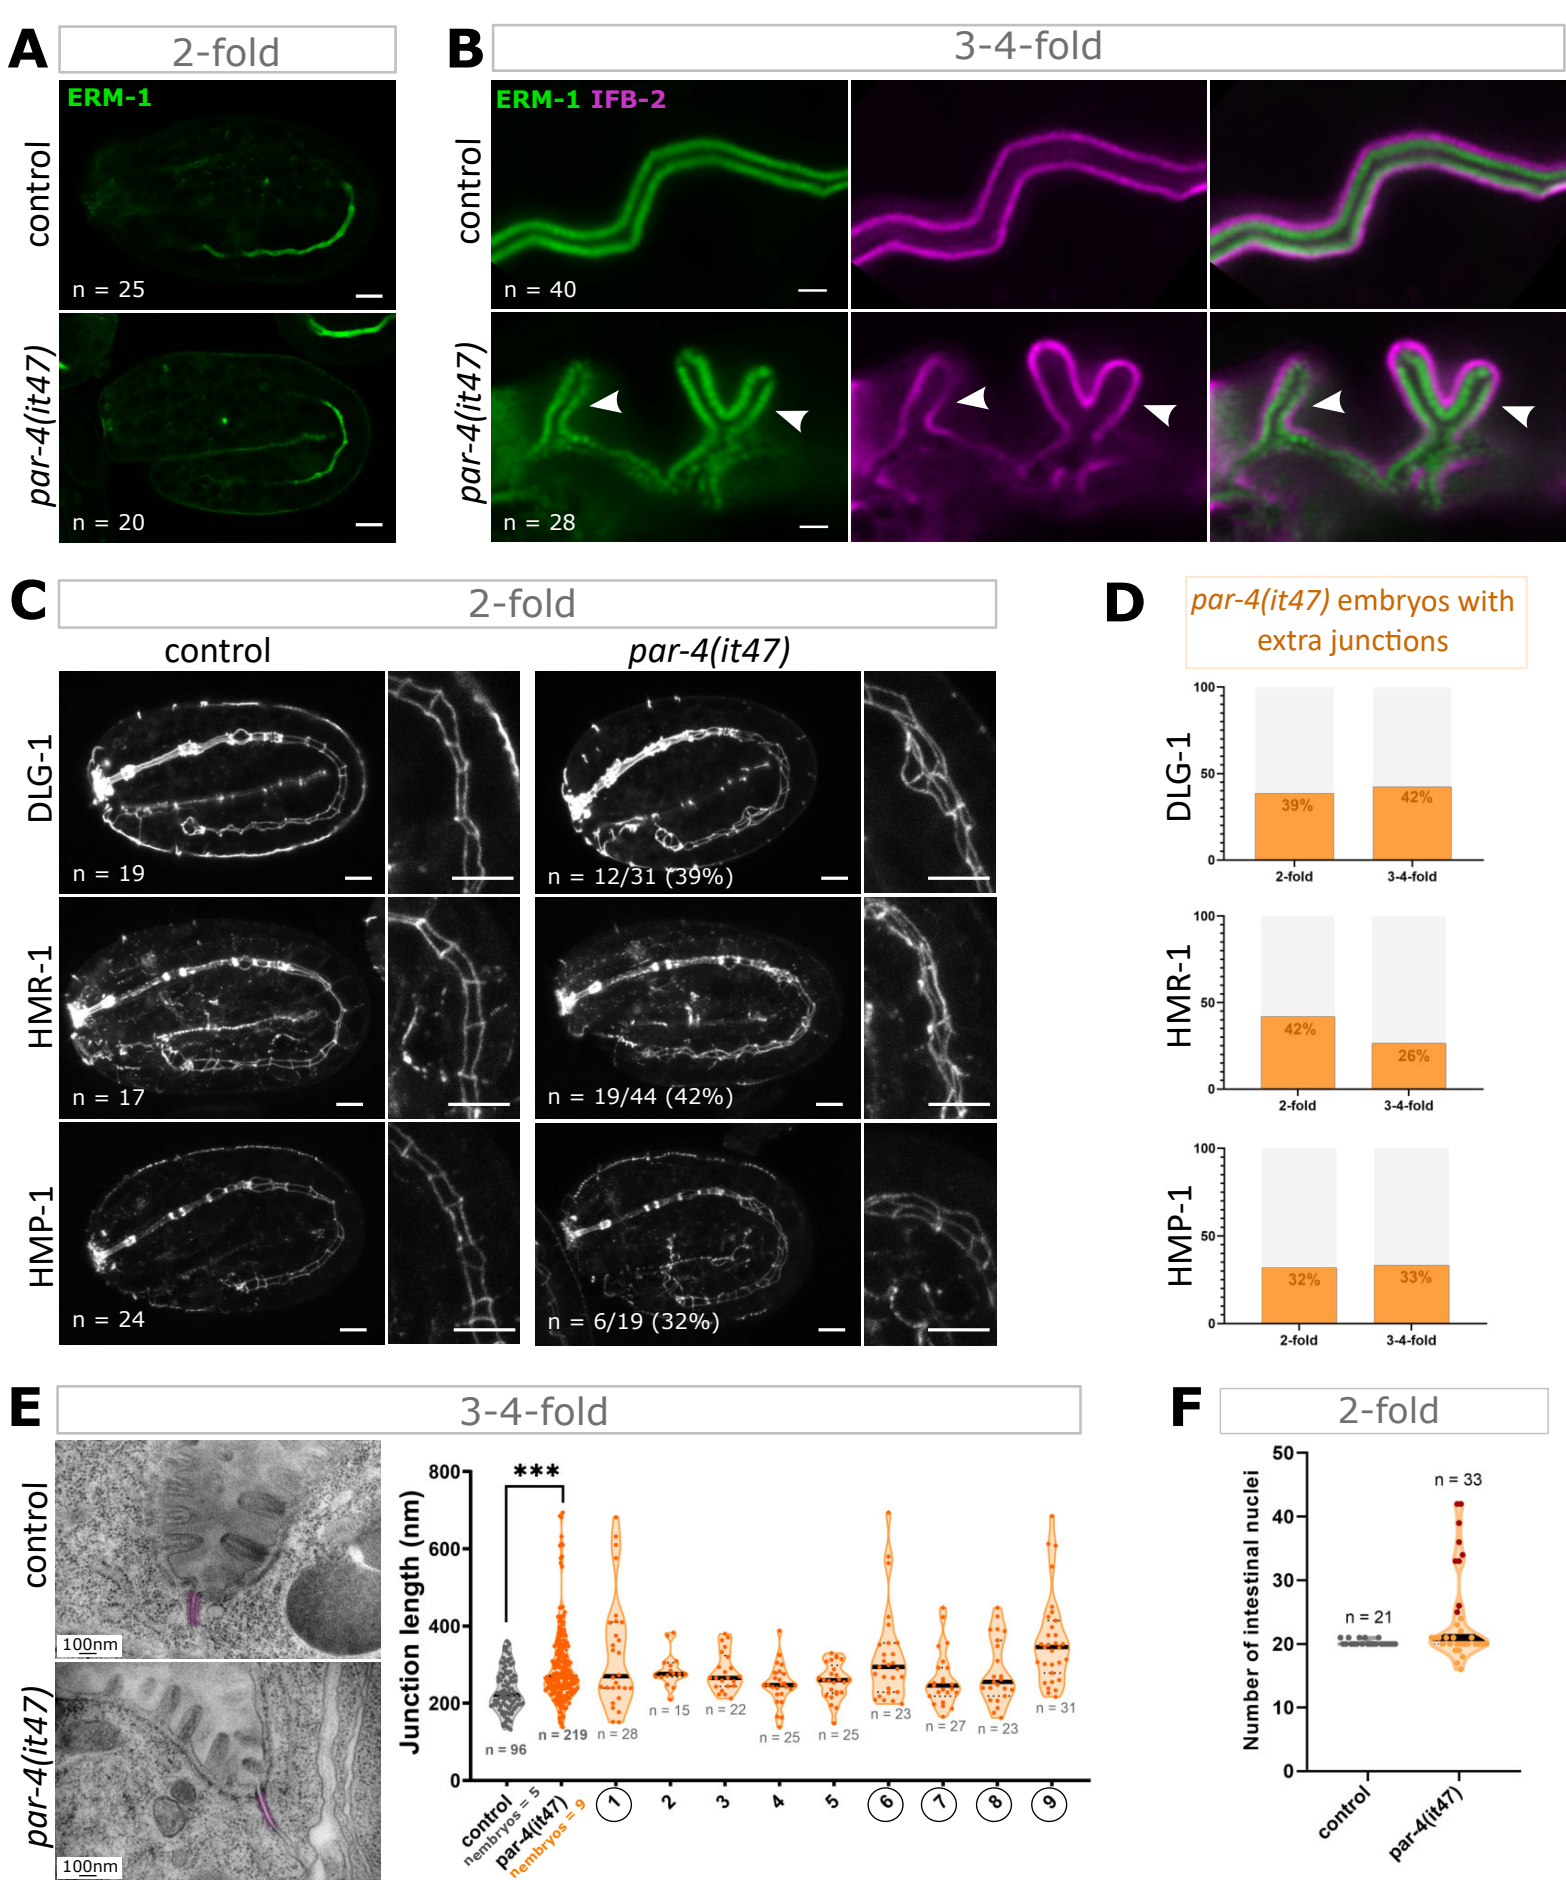 A
2-fold
ERM-1
control
n = 25
par-4(it47)
n = 20
B
3-4-fold
ERM-1 IFB-2
control
n = 40
par-4(it47)
n = 28
C
2-fold
control
par-4(it47)
DLG-1
n = 19
n = 12/31 (39%)
HMR-1
n = 17
n = 19/44 (42%)
HMP-1
n = 24
n = 6/19 (32%)
D
par-4(it47) embryos with
extra junctions
DLG-1
100
50
0
39%
42%
2-fold
3-4-fold
HMR-1
100
50
0
42%
26%
2-fold
3-4-fold
HMP-1
100
50
0
32%
33%
2-fold
3-4-fold
E
3-4-fold
control
100nm
par-4(it47)
100nm
Junction length (nm)
800
600
400
200
0
***
n = 96
n = 219
n = 28
n = 15
n = 22
n = 25
n = 25
n = 23
n = 27
n = 23
n = 31
control
nembryos = 5
par-4(it47)
nembryos = 9
1
2
3
4
5
6
7
8
9
F
2-fold
Number of intestinal nuclei
50
40
30
20
10
0
n = 21
n = 33
control
par-4(it47)